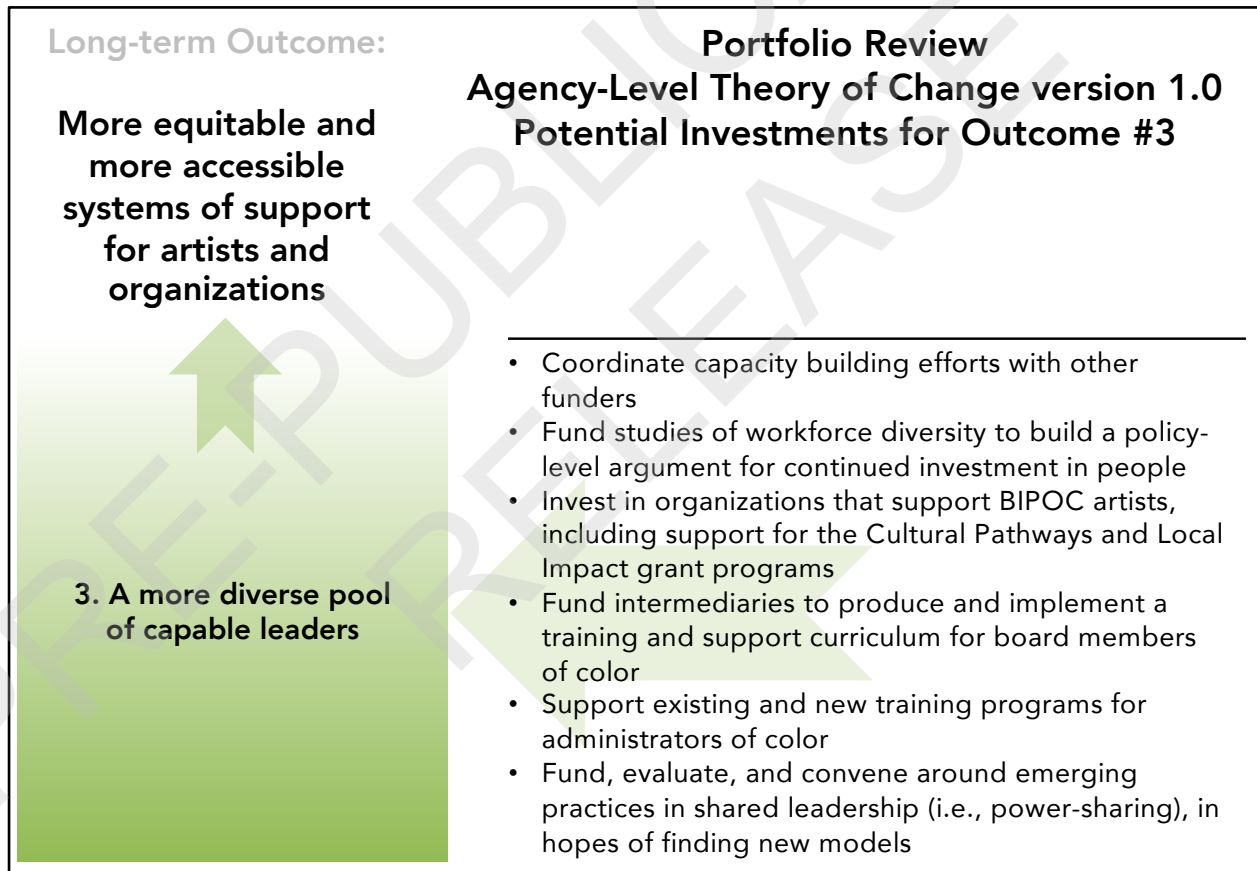 Long-term Outcome:
More equitable and
more accessible
systems of support
for artists and
organizations
3. A more diverse pool
of capable leaders
Portfolio Review
Agency-Level Theory of Change version 1.0
Potential Investments for Outcome #3
• Coordinate capacity building efforts with other
funders
• Fund studies of workforce diversity to build a policy-
level argument for continued investment in people
• Invest in organizations that support BIPOC artists,
including support for the Cultural Pathways and Local
Impact grant programs
• Fund intermediaries to produce and implement a
training and support curriculum for board members
of color
• Support existing and new training programs for
administrators of color
• Fund, evaluate, and convene around emerging
practices in shared leadership (i.e., power-sharing), in
hopes of finding new models
PRE-PUBLIC
RELEASE